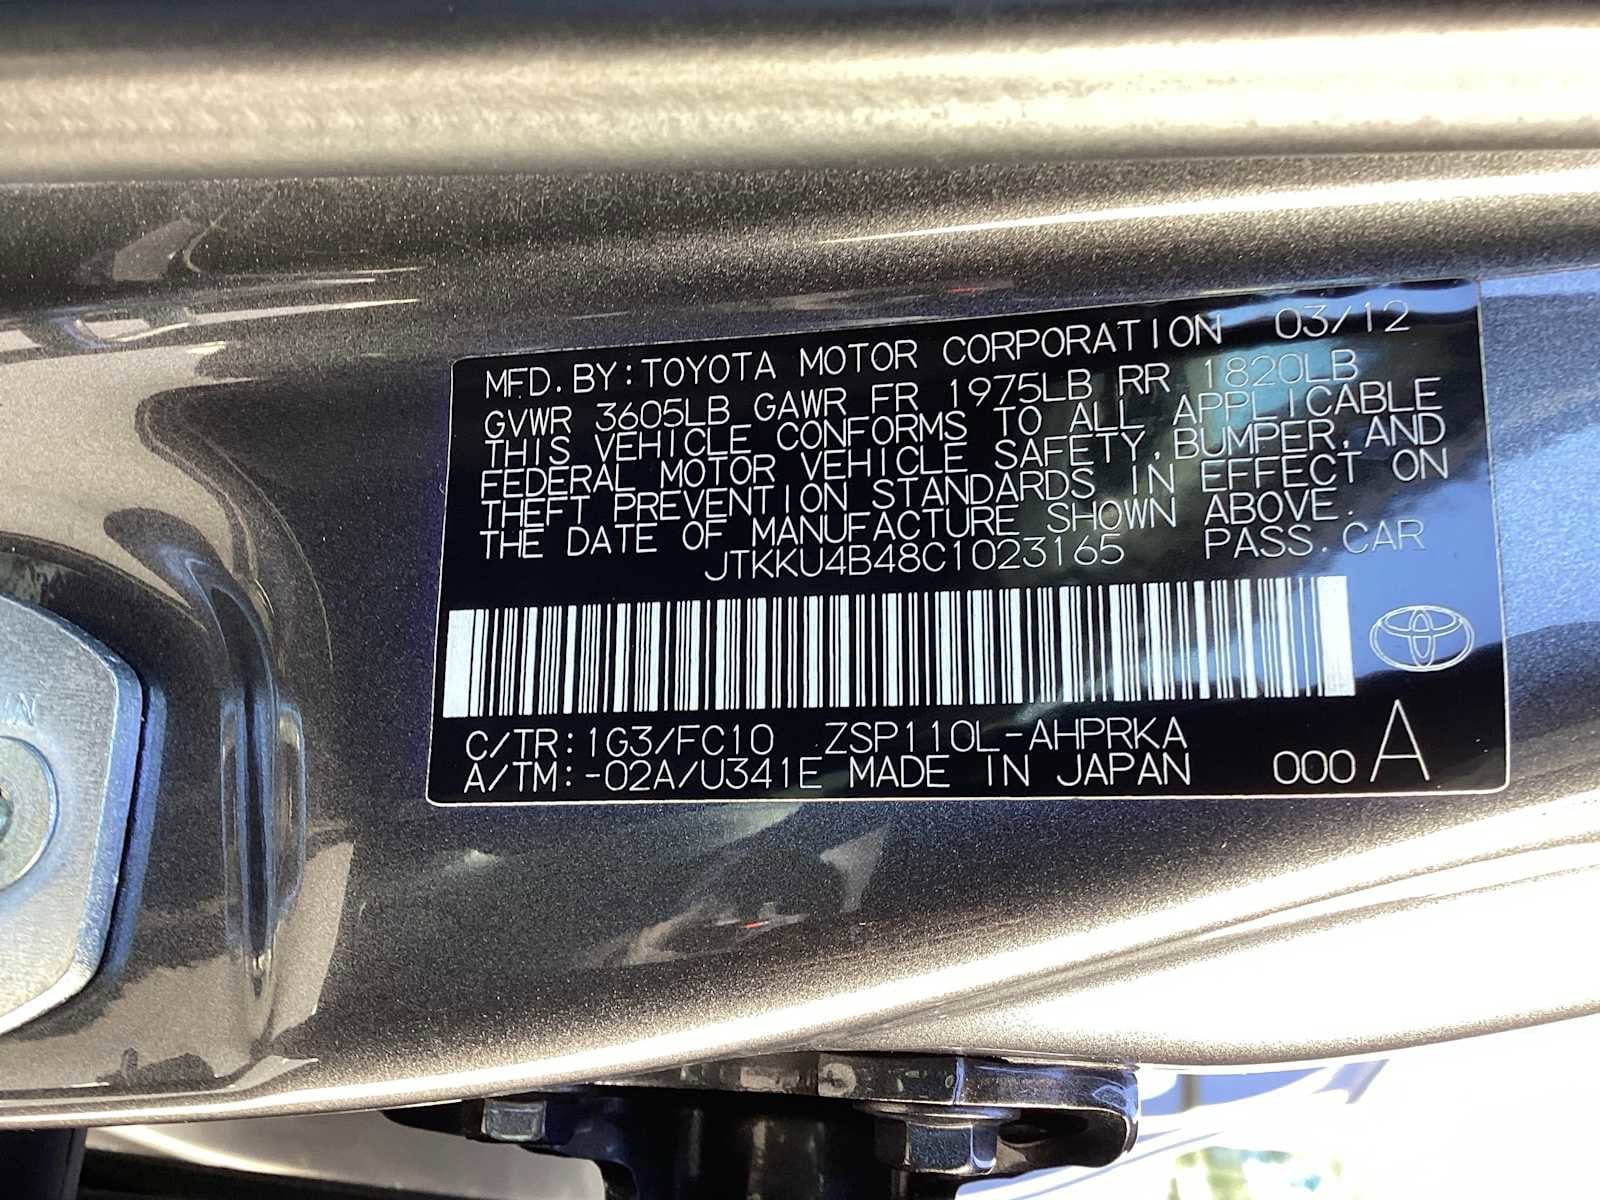 MFD. BY: TOYOTA MOTOR CORPORATION 03/12
GVWR 3605LB GAWR FR 1975LB RR 1820LB
THIS VEHICLE CONFORMS TO ALL APPLICABLE
FEDERAL MOTOR VEHICLE SAFETY, BUMPER, AND
THEFT PREVENTION STANDARDS IN EFFECT ON
THE DATE OF MANUFACTURE SHOWN ABOVE.
JTKKU4B48C1023165 PASS. CAR
C/TR: 1G3/FC10 ZSP110L-AHPRKA
A/TM: -02A/U341E MADE IN JAPAN 000 A